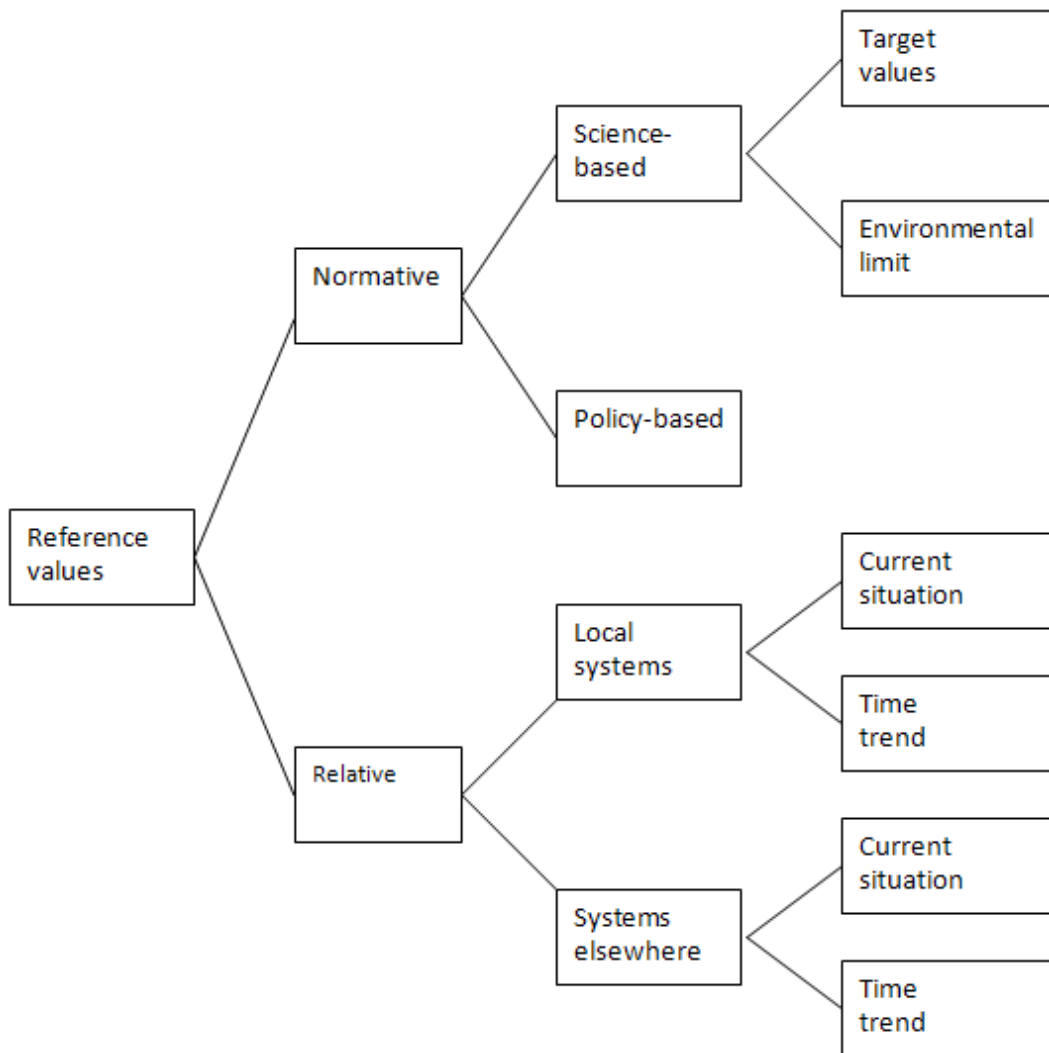 Target
values
Science-
based
Environmental
limit
Normative
Policy-based
Reference
values
Current
situation
Local
systems
Time
trend
Relative
Current
situation
Systems
elsewhere
Time
trend